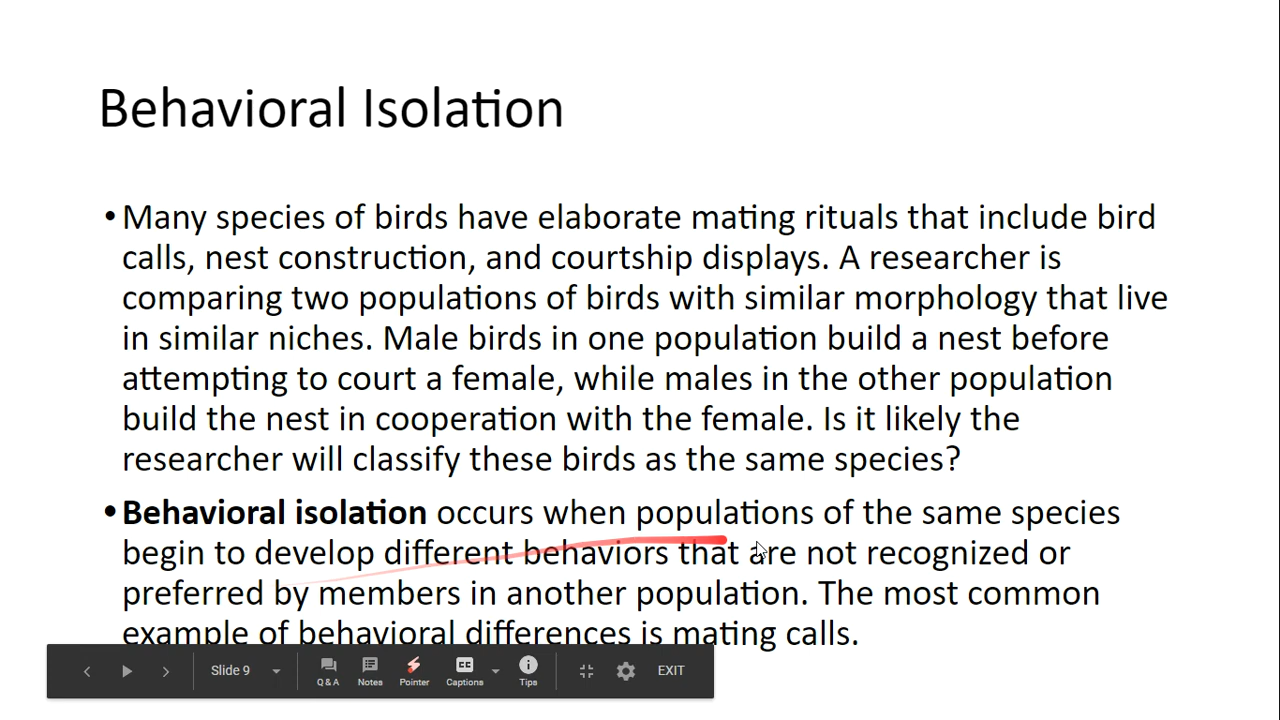 Behavioral Isolation
• Many species of birds have elaborate mating rituals that include bird
calls, nest construction, and courtship displays. A researcher is
comparing two populations of birds with similar morphology that live
in similar niches. Male birds in one population build a nest before
attempting to court a female, while males in the other population
build the nest in cooperation with the female. Is it likely the
researcher will classify these birds as the same species?
• Behavioral isolation occurs when populations of the same species
begin to develop different behaviors that are not recognized or
preferred by members in another population. The most common
example of behavioral differences is mating calls.
Slide 9 Q & A Notes Pointer CC Captions Tips EXIT